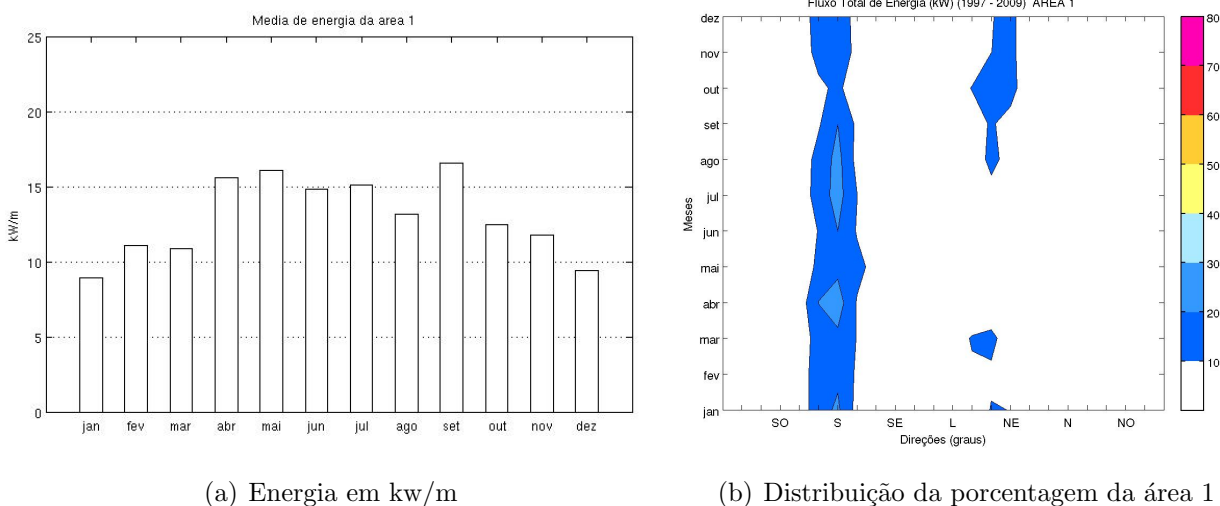 Media de energia da area 1
25
20
15
10
5
0
kW/m
jan fev mar abr mai jun jul ago set out nov dez
(a) Energia em kw/m
Fluxo Total de Energia (kW) (1997 - 2009) AREA 1
dez
nov
out
set
ago
jul
jun
mai
abr
mar
fev
jan
Meses
SO S SE L NE N NO
Direções (graus)
80
70
60
50
40
30
20
10
(b) Distribuição da porcentagem da área 1